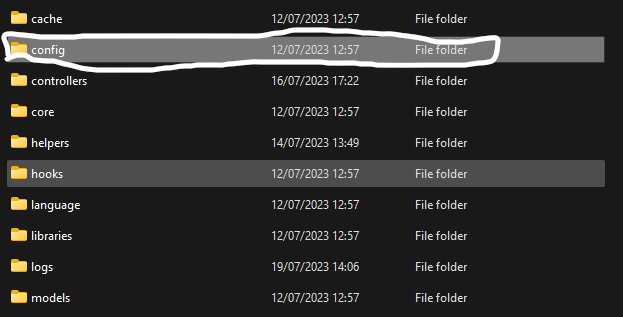 cache 12/07/2023 12:57 File folder
config 12/07/2023 12:57 File folder
controllers 16/07/2023 17:22 File folder
core 12/07/2023 12:57 File folder
helpers 14/07/2023 13:49 File folder
hooks 12/07/2023 12:57 File folder
language 12/07/2023 12:57 File folder
libraries 12/07/2023 12:57 File folder
logs 19/07/2023 14:06 File folder
models 12/07/2023 12:57 File folder